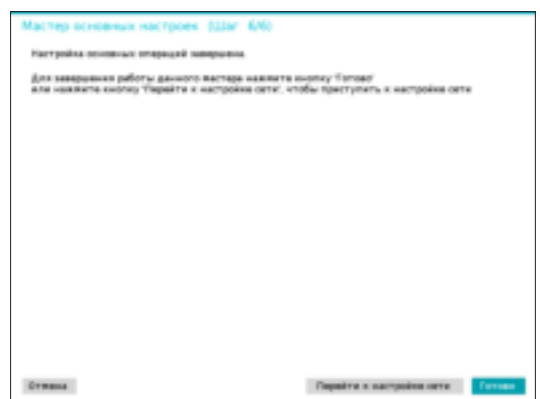 Мастер основных настроек (Шаг 6/6)
Настройка основных операций завершена.
Для завершения работы данного мастера нажмите кнопку 'Готово'
или нажмите кнопку 'Перейти к настройке сети', чтобы приступить к настройке сети
Отмена
Перейти к настройке сети
Готово